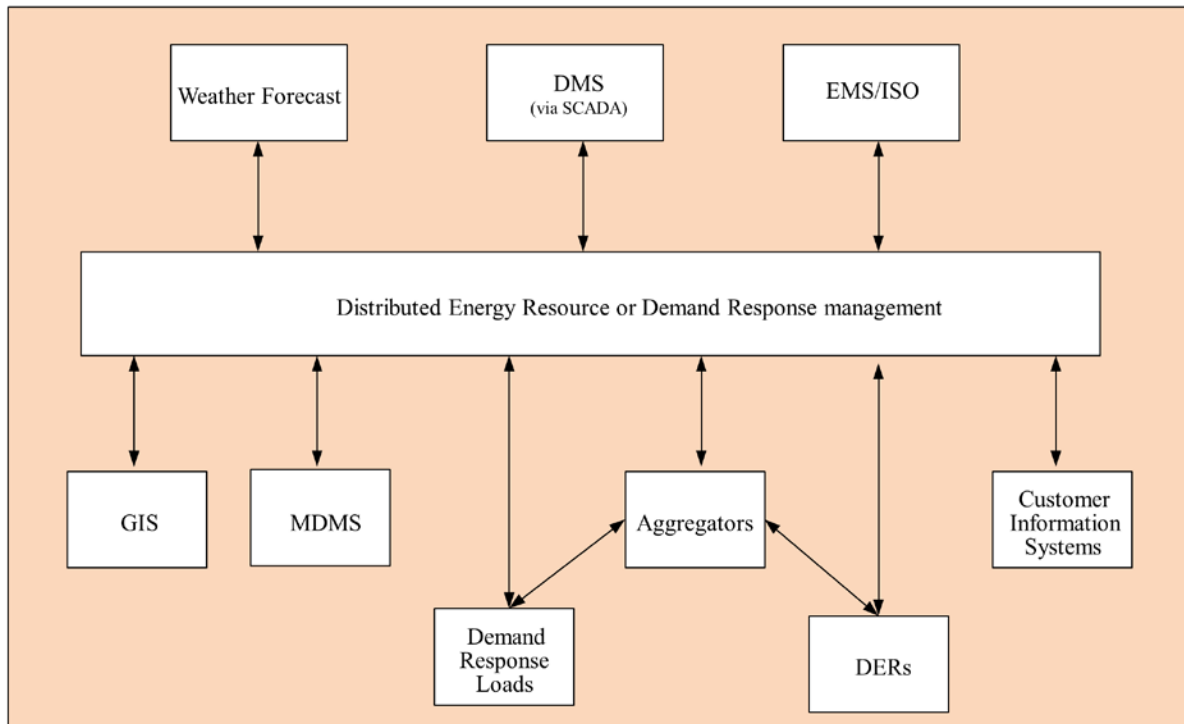 Weather Forecast
DMS
(via SCADA)
EMS/ISO
Distributed Energy Resource or Demand Response management
GIS
MDMS
Aggregators
Customer
Information
Systems
Demand
Response
Loads
DERs